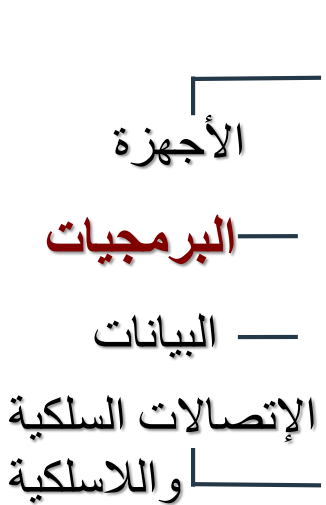 الأجهزة
البرمجيات
البيانات
الإتصالات السلكية
واللاسلكية